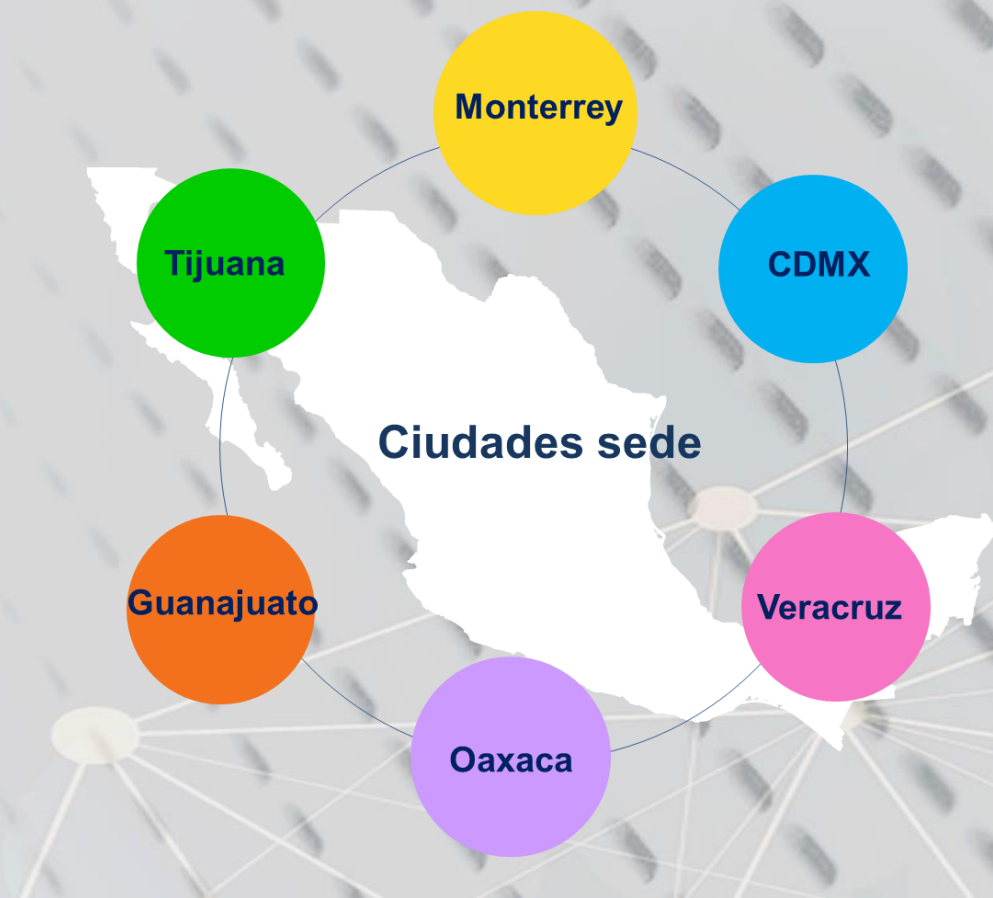 Monterrey
Tijuana
CDMX
Ciudades sede
Guanajuato
Veracruz
Oaxaca